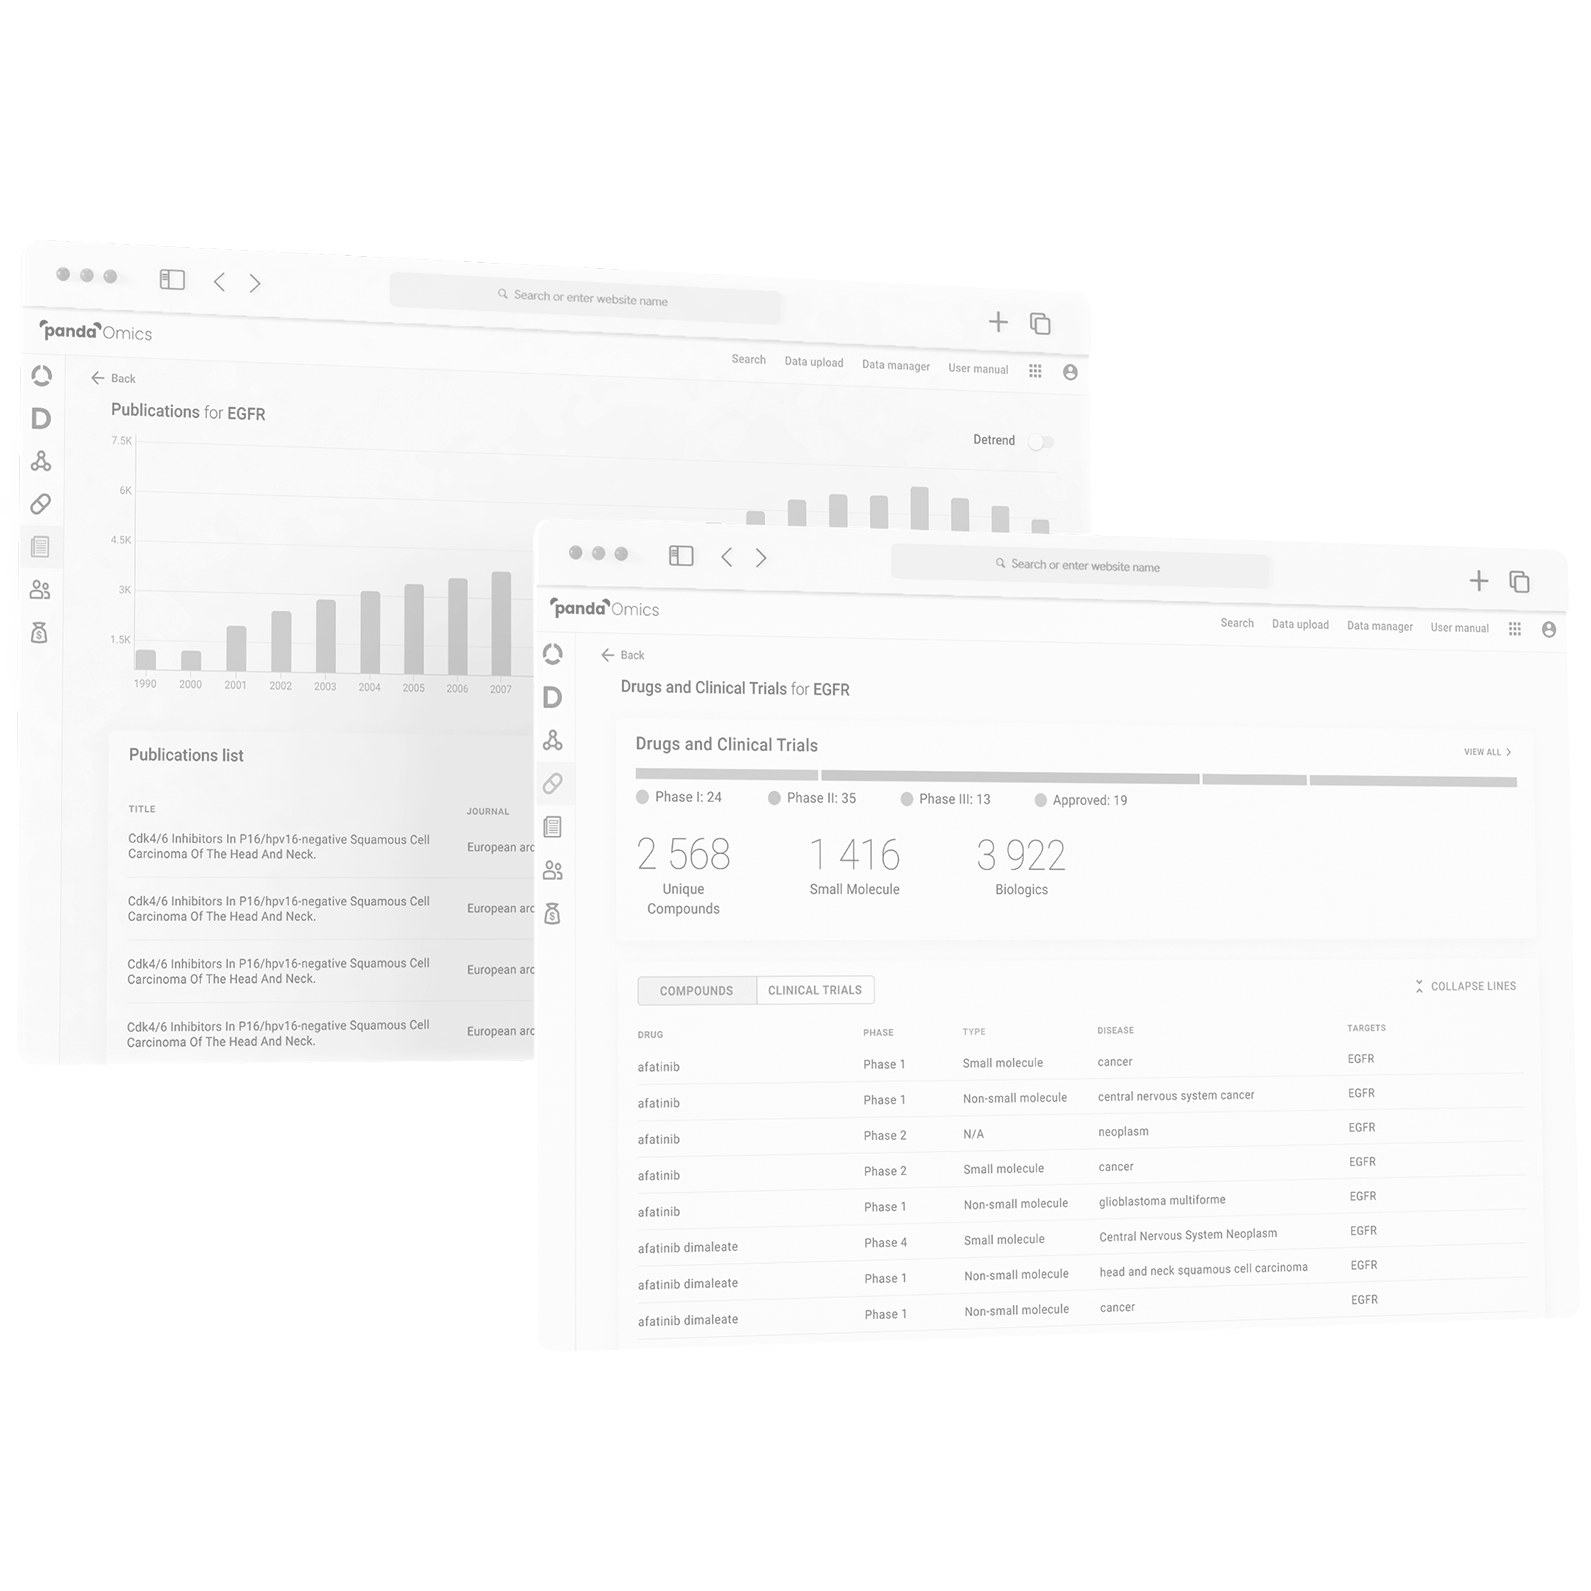 Search or enter website name
pandaOmics
Search Data upload Data manager User manual
Back
Publications for EGFR
Detrend
7.5K
6K
4.5K
3K
1.5K
1990 2000 2001 2002 2003 2004 2005 2006 2007
Publications list
TITLE JOURNAL
Cdk4/6 Inhibitors In P16/hpv16-negative Squamous Cell
Carcinoma Of The Head And Neck.
European arc
Cdk4/6 Inhibitors In P16/hpv16-negative Squamous Cell
Carcinoma Of The Head And Neck.
European arc
Cdk4/6 Inhibitors In P16/hpv16-negative Squamous Cell
Carcinoma Of The Head And Neck.
European arc
Cdk4/6 Inhibitors In P16/hpv16-negative Squamous Cell
Carcinoma Of The Head And Neck.
European arc
Search or enter website name
pandaOmics
Search Data upload Data manager User manual
Back
Drugs and Clinical Trials for EGFR
Drugs and Clinical Trials
VIEW ALL
Phase I: 24 Phase II: 35 Phase III: 13 Approved: 19
2 568 1 416 3 922
Unique Small Molecule Biologics
Compounds
COMPOUNDS CLINICAL TRIALS COLLAPSE LINES
DRUG PHASE TYPE DISEASE TARGETS
afatinib Phase 1 Small molecule cancer EGFR
afatinib Phase 1 Non-small molecule central nervous system cancer EGFR
afatinib Phase 2 N/A neoplasm EGFR
afatinib Phase 2 Small molecule cancer EGFR
afatinib Phase 1 Non-small molecule glioblastoma multiforme EGFR
afatinib dimaleate Phase 4 Small molecule Central Nervous System Neoplasm EGFR
afatinib dimaleate Phase 1 Non-small molecule head and neck squamous cell carcinoma EGFR
afatinib dimaleate Phase 1 Non-small molecule cancer EGFR